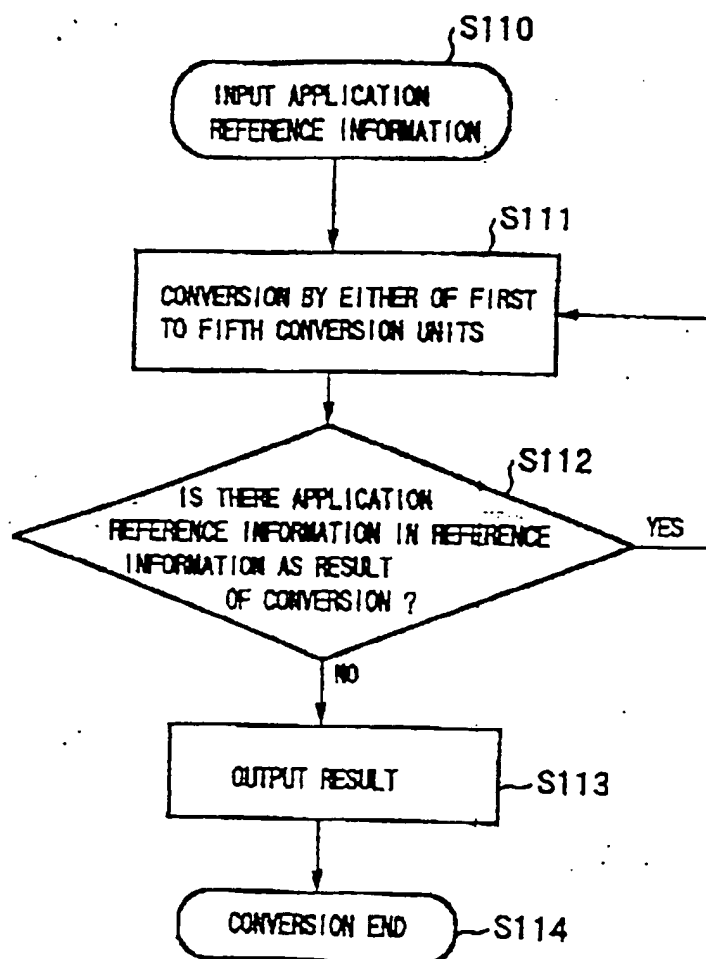 S110
INPUT APPLICATION
REFERENCE INFORMATION
S111
CONVERSION BY EITHER OF FIRST
TO FIFTH CONVERSION UNITS
S112
IS THERE APPLICATION
REFERENCE INFORMATION IN REFERENCE
INFORMATION AS RESULT
OF CONVERSION ?
YES
NO
OUTPUT RESULT
S113
CONVERSION END
S114